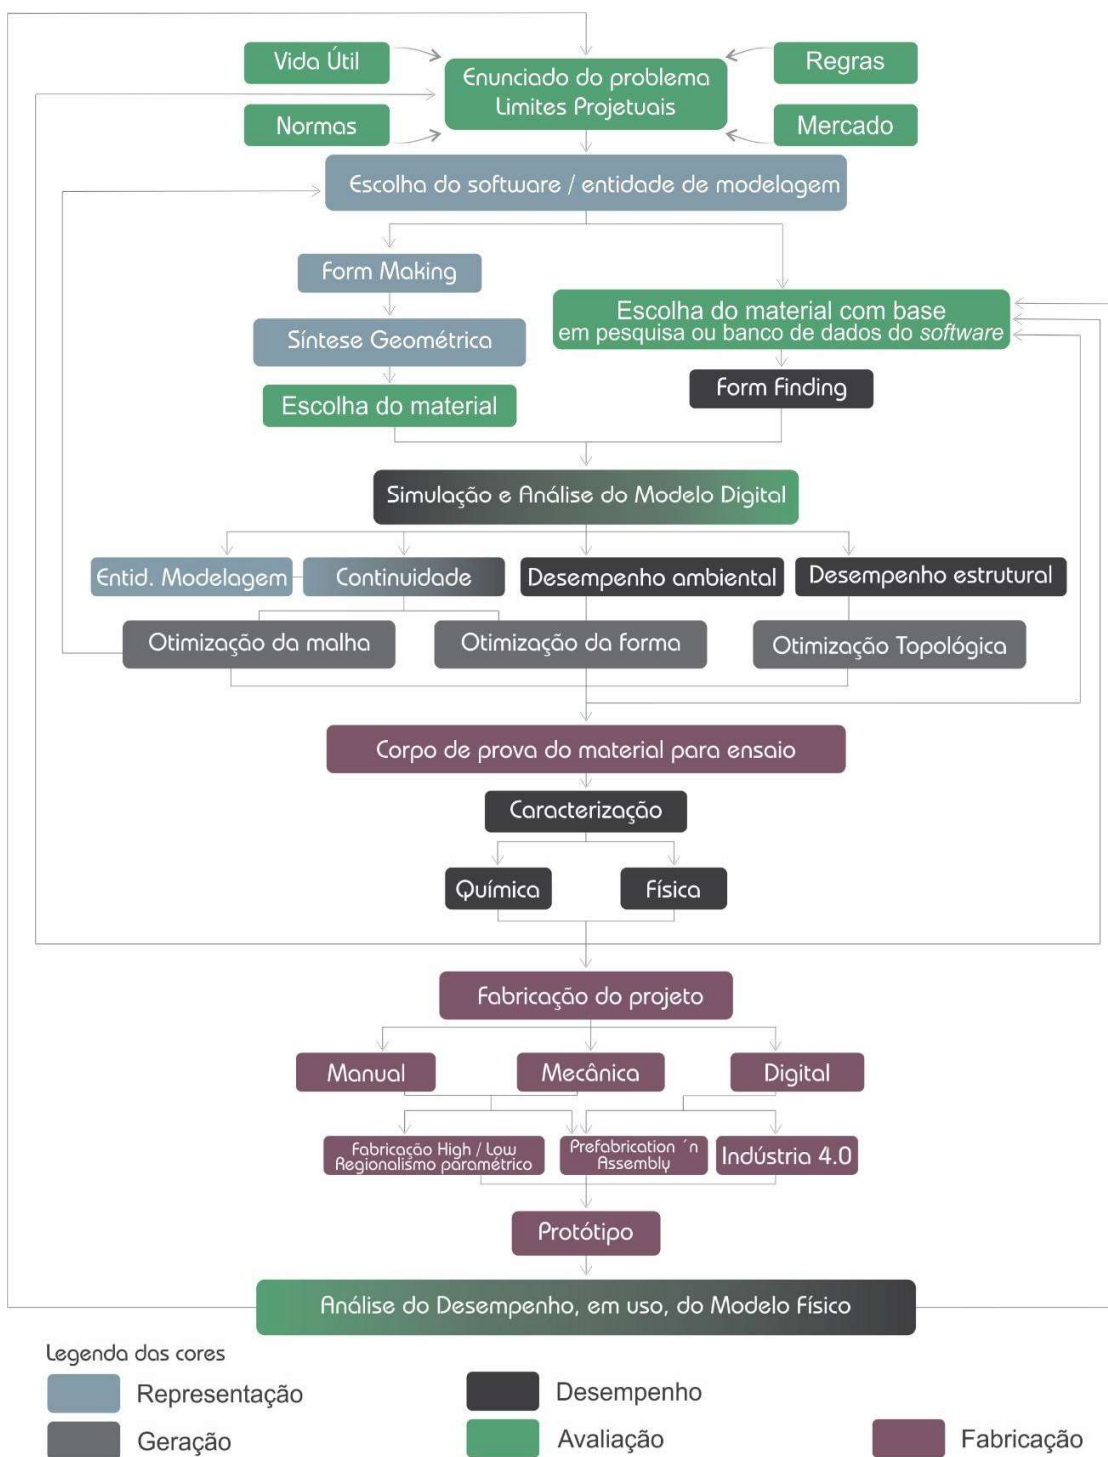 Vida Útil
Enunciado do problema
Limites Projetuais
Regras
Normas
Mercado
Escolha do software / entidade de modelagem
Form Making
Escolha do material com base
em pesquisa ou banco de dados do software
Síntese Geométrica
Form Finding
Escolha do material
Simulação e Análise do Modelo Digital
Entid. Modelagem
Continuidade
Desempenho ambiental
Desempenho estrutural
Otimização da malha
Otimização da forma
Otimização Topológica
Corpo de prova do material para ensaio
Caracterização
Química
Física
Fabricação do projeto
Manual
Mecânica
Digital
Fabricação High / Low
Regionalismo paramétrico
Prefabrication ´n
Assembly
Indústria 4.0
Protótipo
Análise do Desempenho, em uso, do Modelo Físico
Legenda das cores
Representação
Desempenho
Geração
Avaliação
Fabricação